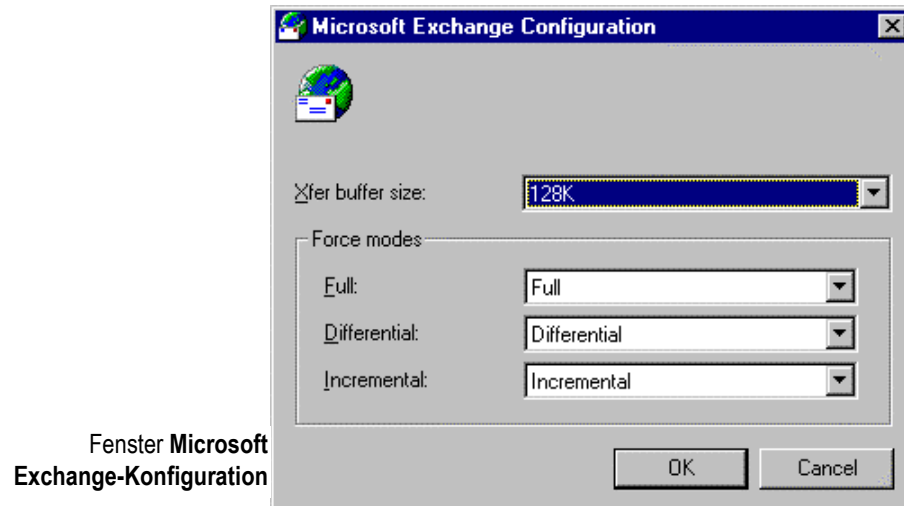 Microsoft Exchange Configuration
Xfer buffer size: 128K
Force modes
Full: Full
Differential: Differential
Incremental: Incremental
Fenster Microsoft
Exchange-Konfiguration
OK Cancel